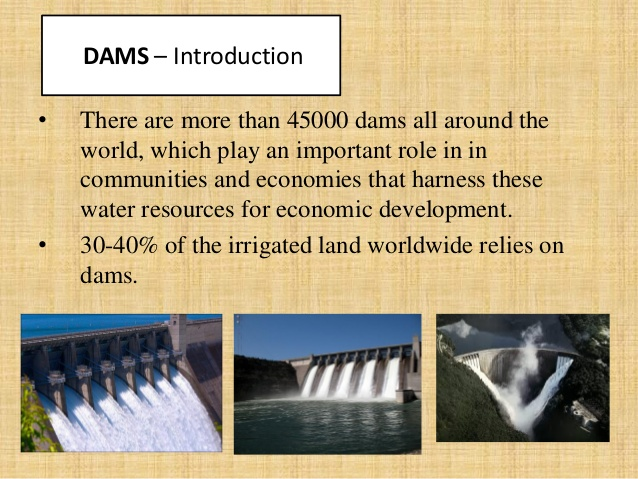 DAMS – Introduction
• There are more than 45000 dams all around the
world, which play an important role in in
communities and economies that harness these
water resources for economic development.
• 30-40% of the irrigated land worldwide relies on
dams.